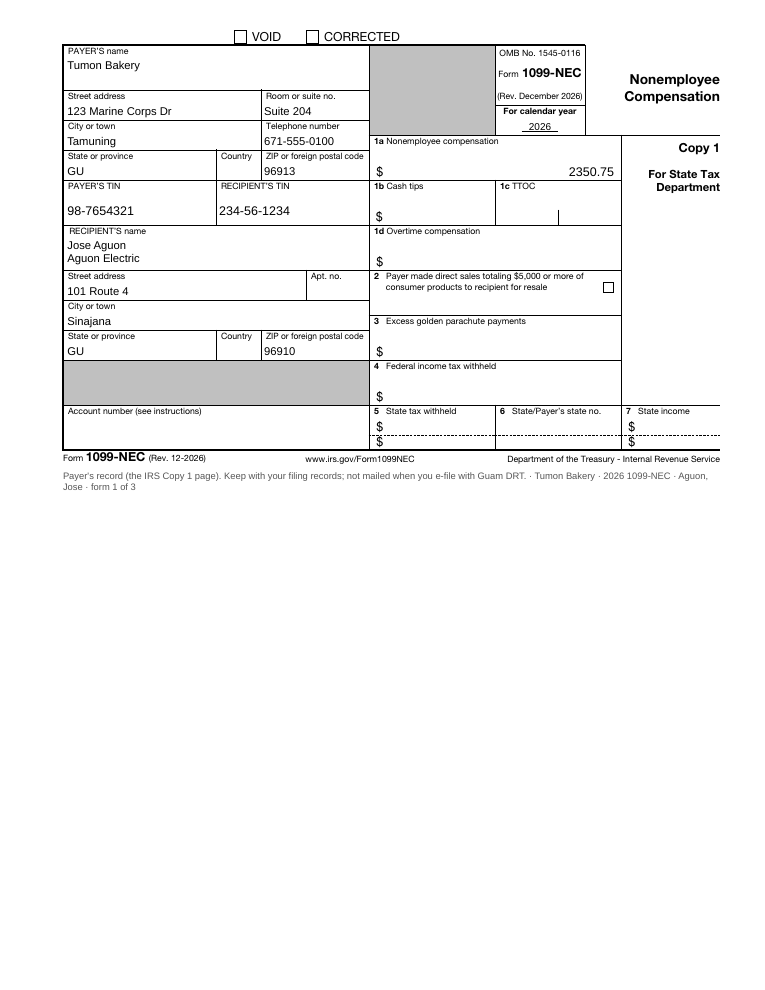 VOID CORRECTED
PAYER'S name
Tumon Bakery
OMB No. 1545-0116
Form 1099-NEC
(Rev. December 2026)
For calendar year
2026
Nonemployee
Compensation
Street address Room or suite no.
123 Marine Corps Dr Suite 204
City or town Telephone number
Tamuning 671-555-0100
1a Nonemployee compensation
$ 2350.75
Copy 1
For State Tax
Department
State or province Country ZIP or foreign postal code
GU 96913
PAYER'S TIN RECIPIENT'S TIN
98-7654321 234-56-1234
1b Cash tips 1c TTOC
$
RECIPIENT'S name
Jose Aguon
Aguon Electric
1d Overtime compensation
$
Street address Apt. no.
101 Route 4
2 Payer made direct sales totaling $5,000 or more of
consumer products to recipient for resale
City or town
Sinajana
3 Excess golden parachute payments
$
State or province Country ZIP or foreign postal code
GU 96910
4 Federal income tax withheld
$
Account number (see instructions)
5 State tax withheld 6 State/Payer's state no. 7 State income
$ $
$ $
Form 1099-NEC (Rev. 12-2026) www.irs.gov/Form1099NEC Department of the Treasury - Internal Revenue Service
Payer's record (the IRS Copy 1 page). Keep with your filing records; not mailed when you e-file with Guam DRT. · Tumon Bakery · 2026 1099-NEC · Aguon,
Jose · form 1 of 3